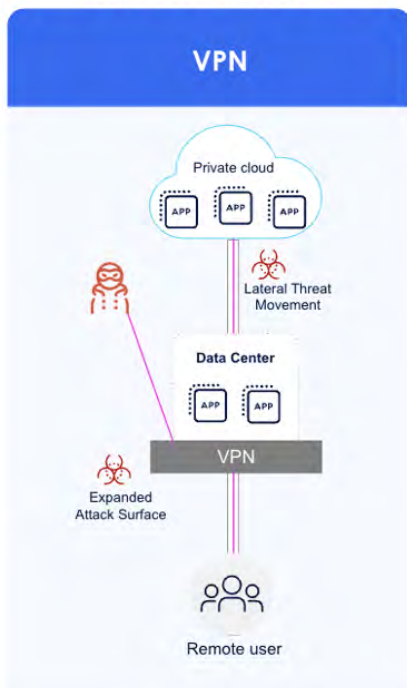 VPN
Private cloud
APP
APP
APP
Lateral Threat
Movement
Data Center
APP
APP
VPN
Expanded
Attack Surface
Remote user